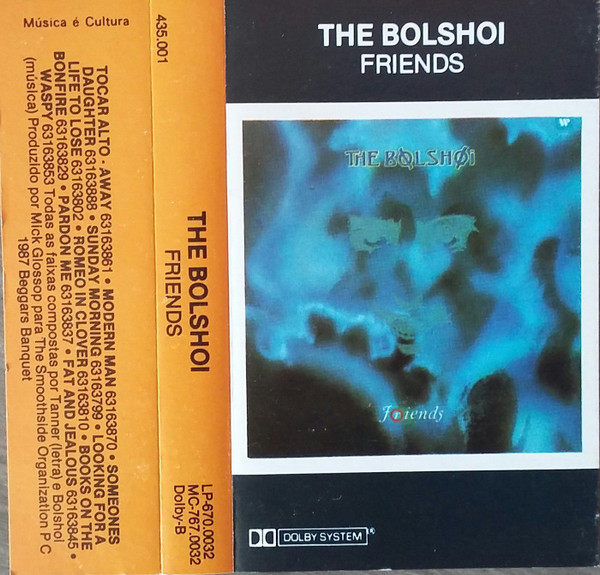 Música é Cultura
TOCAR ALTO · AWAY 63163861 • MODERN MAN 63163870 • SOMEONES
DAUGHTER 63163888 • SUNDAY MORNING 63163799 • LOOKING FOR A
LIFE TO LOSE 63163802 • ROMEO IN CLOVER 63163810 • BOOKS ON THE
BONFIRE 63163829 • PARDON ME 63163837 • FAT AND JEALOUS 63163845 •
WASPY 63163853 Todas as faixas compostas por Tanner (letra) e Bolshoi
(música) Produzido por Mick Glossop para The Smoothside Organization P C
1987 Beggars Banquet
435.001
THE BOLSHOI
FRIENDS
LP-670.0032
MC-767.0032
Dolby-B
THE BOLSHOI
FRIENDS
THE BOLSHØi
Friends
DOLBY SYSTEM®